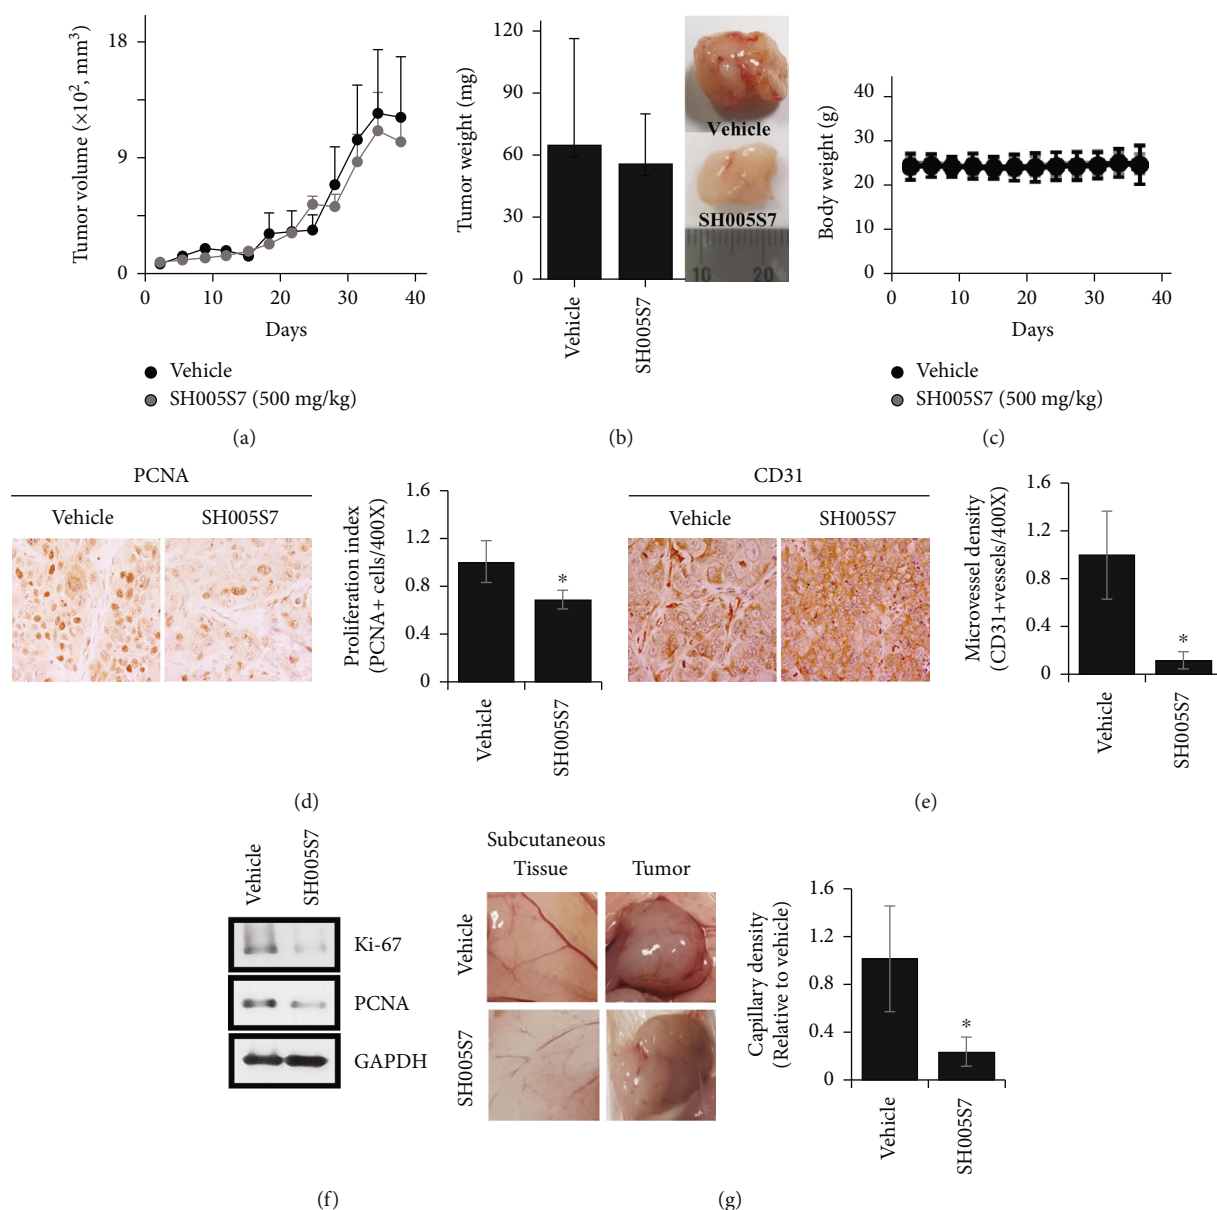 Tumor volume (×10², mm³)
18
9
0
0
10
20
30
40
Days
Vehicle
SH005S7 (500 mg/kg)
(a)
Tumor weight (mg)
120
90
60
30
0
Vehicle
SH005S7
Vehicle
SH005S7
10
20
(b)
Body weight (g)
40
30
20
10
0
0
10
20
30
40
Days
Vehicle
SH005S7 (500 mg/kg)
(c)
PCNA
Vehicle
SH005S7
Proliferation index
(PCNA+ cells/400X)
1.6
1.2
0.8
0.4
0
*
Vehicle
SH005S7
(d)
CD31
Vehicle
SH005S7
Microvessel density
(CD31+vessels/400X)
1.6
1.2
0.8
0.4
0
*
Vehicle
SH005S7
(e)
Vehicle
SH005S7
Ki-67
PCNA
GAPDH
(f)
Subcutaneous
Tissue
Tumor
Vehicle
SH005S7
Capillary density
(Relative to vehicle)
1.6
1.2
0.8
0.4
0
*
Vehicle
SH005S7
(g)